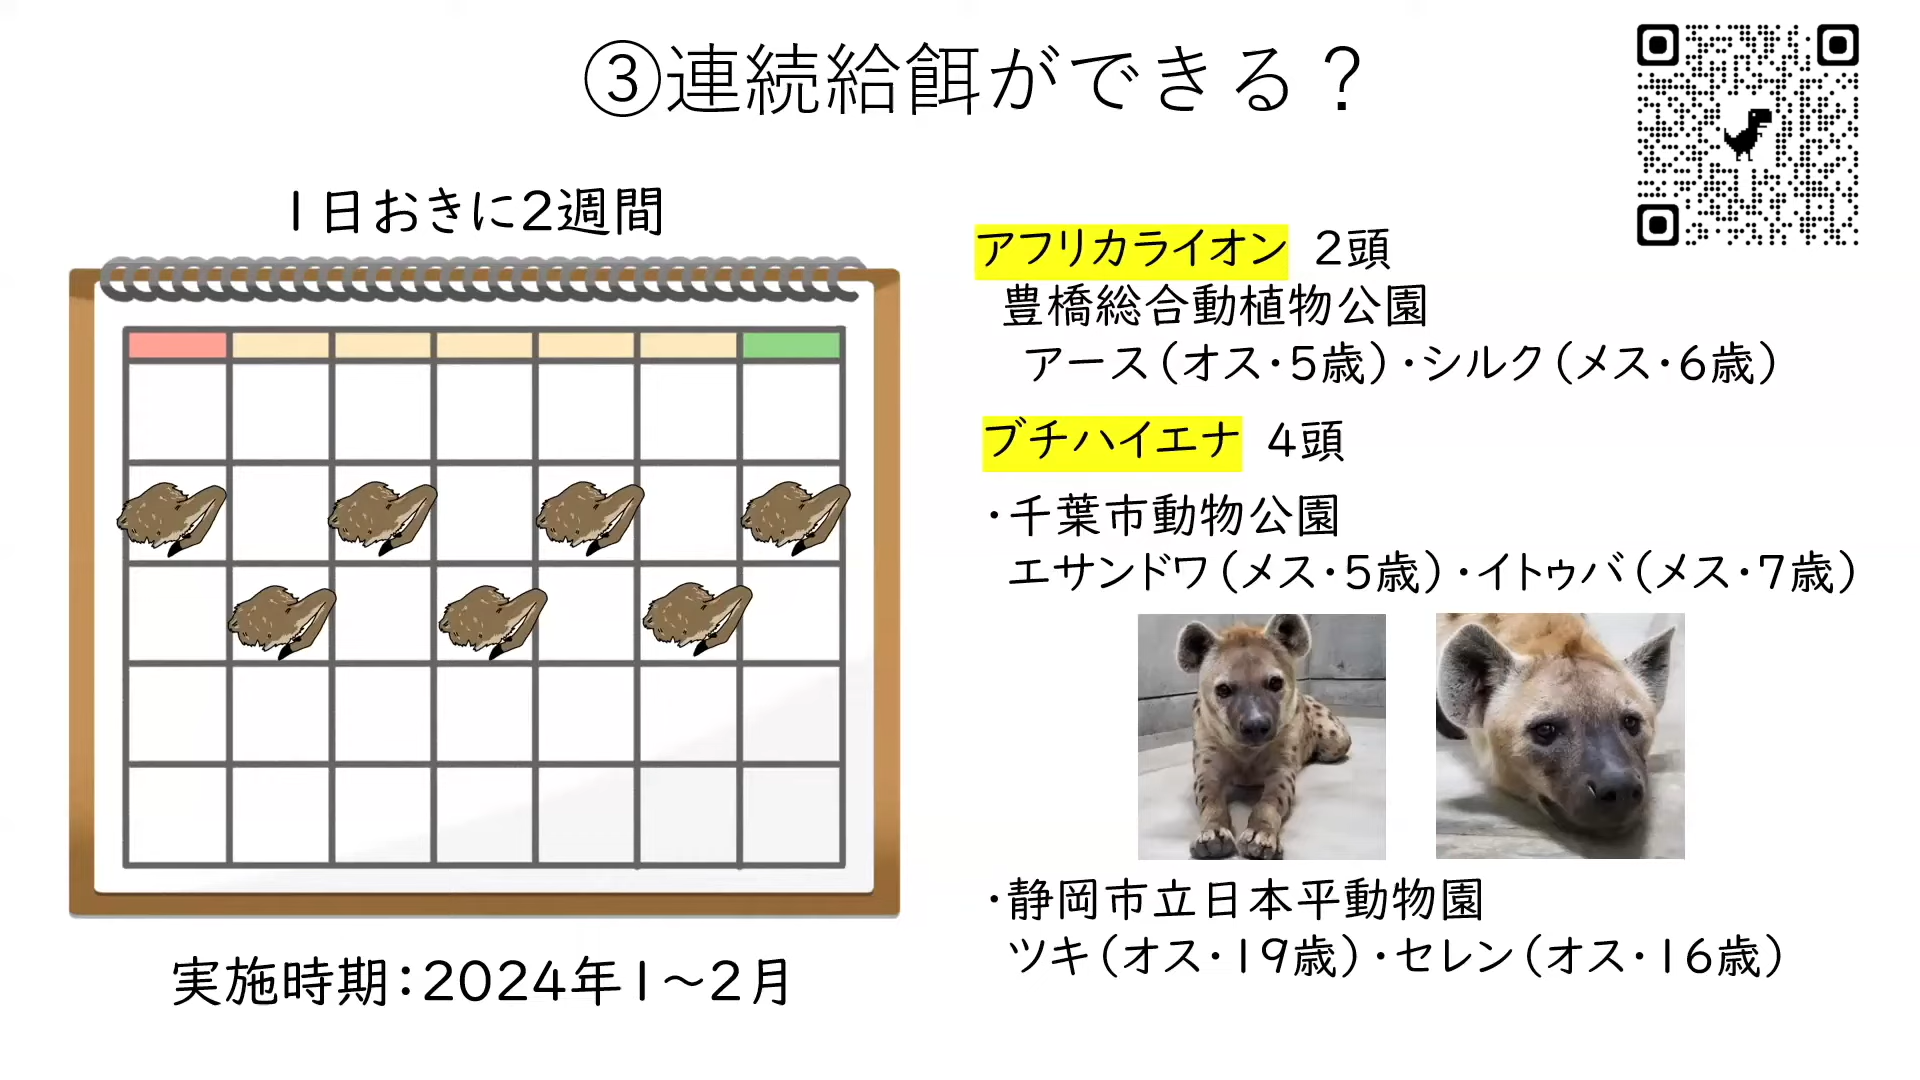 ③連続給餌ができる？
1日おきに2週間
アフリカライオン 2頭
豊橋総合動植物公園
アース（オス・5歳）・シルク（メス・6歳）
ブチハイエナ 4頭
・千葉市動物公園
エサンドワ（メス・5歳）・イトゥバ（メス・7歳）
・静岡市立日本平動物園
ツキ（オス・19歳）・セレン（オス・16歳）
実施時期：2024年1～2月